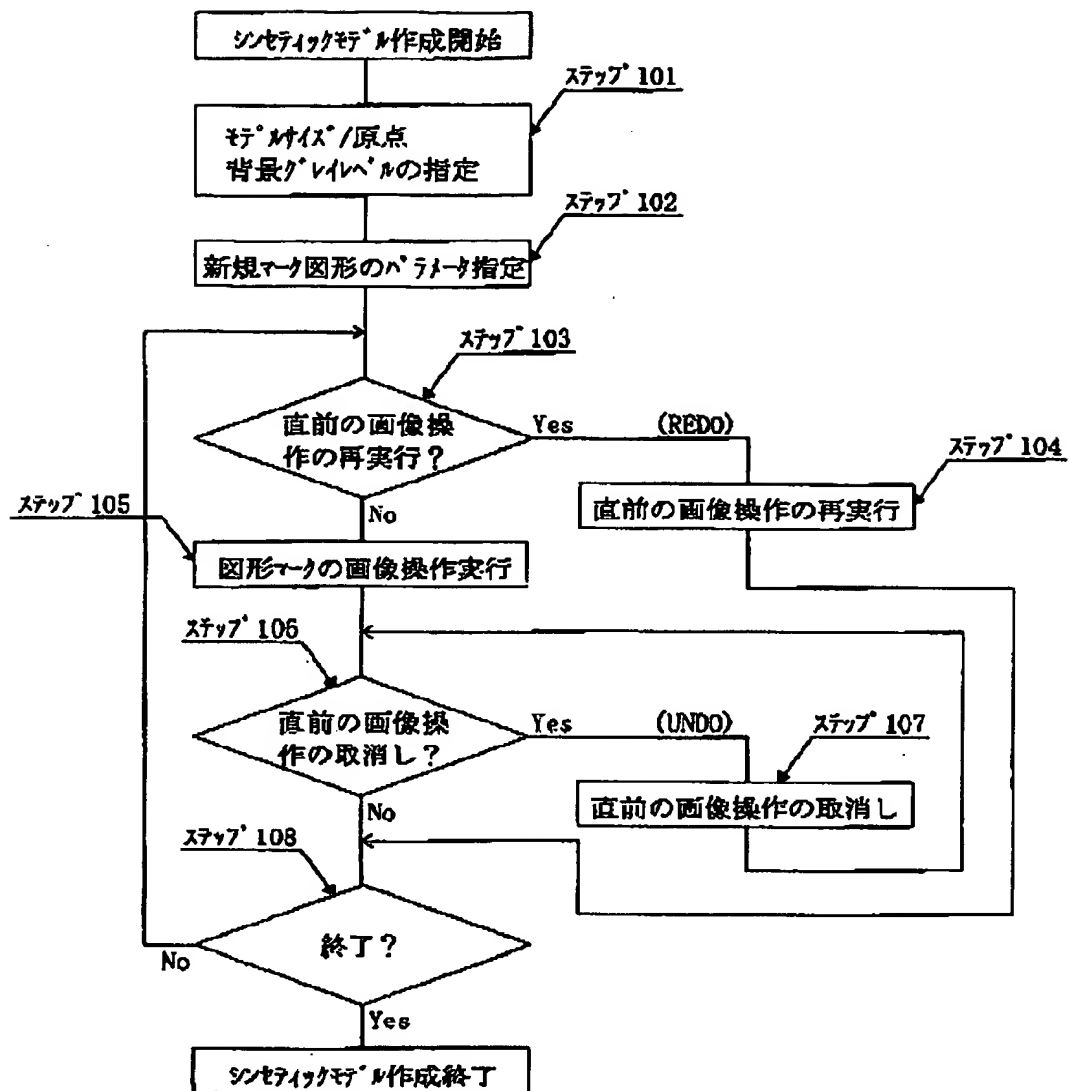 シンセティックモデル作成開始
ステップ 101
モデルサイズ/原点
背景グレイレベルの指定
ステップ 102
新規マーク図形のパラメータ指定
ステップ 103
直前の画像操
作の再実行？
Yes (REDO)
ステップ 104
直前の画像操作の再実行
No
ステップ 105
図形マークの画像操作実行
ステップ 106
直前の画像操
作の取消し？
Yes (UNDO)
ステップ 107
直前の画像操作の取消し
No
ステップ 108
終了？
No
Yes
シンセティックモデル作成終了